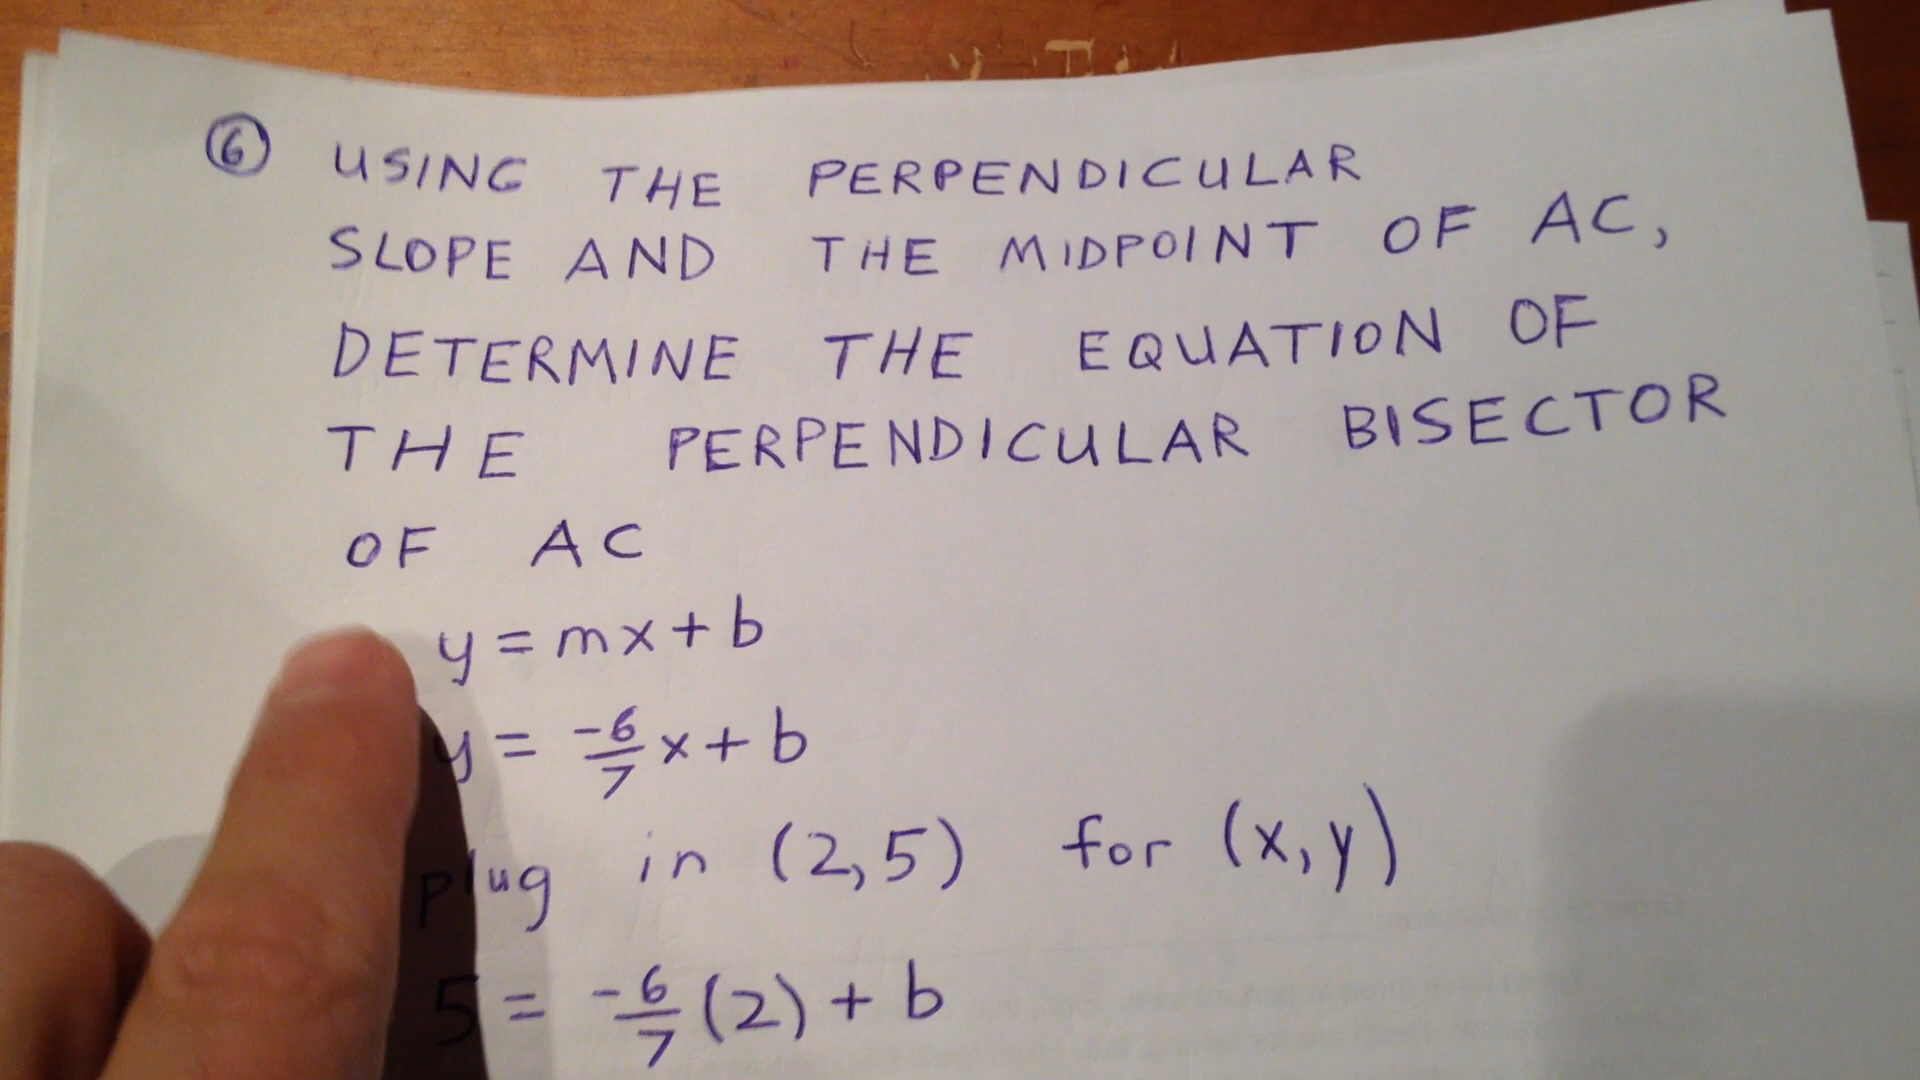 6 USING THE PERPENDICULAR
SLOPE AND THE MIDPOINT OF AC,
DETERMINE THE EQUATION OF
THE PERPENDICULAR BISECTOR
OF AC
y = mx + b
y = -6/7 x + b
plug in (2,5) for (x,y)
5 = -6/7 (2) + b